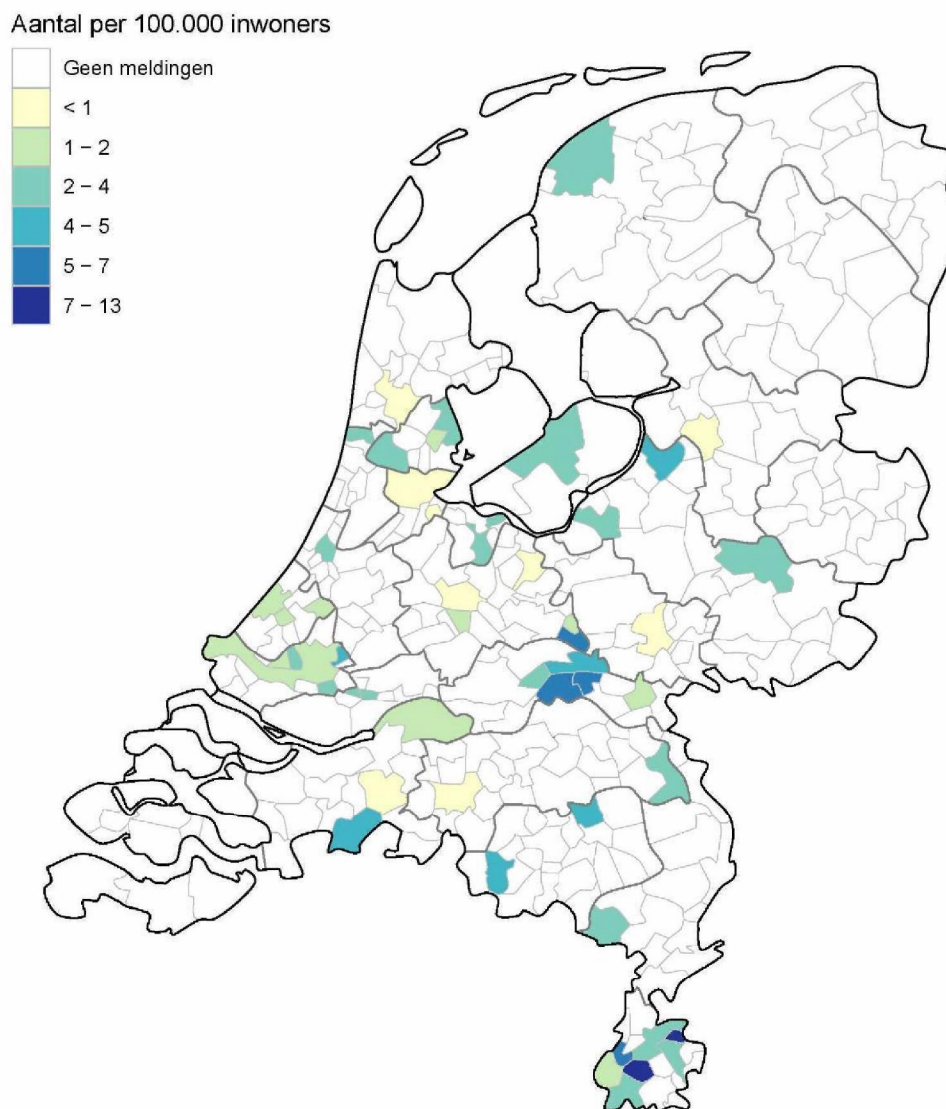 Aantal per 100.000 inwoners
Geen meldingen
< 1
1 – 2
2 – 4
4 – 5
5 – 7
7 – 13